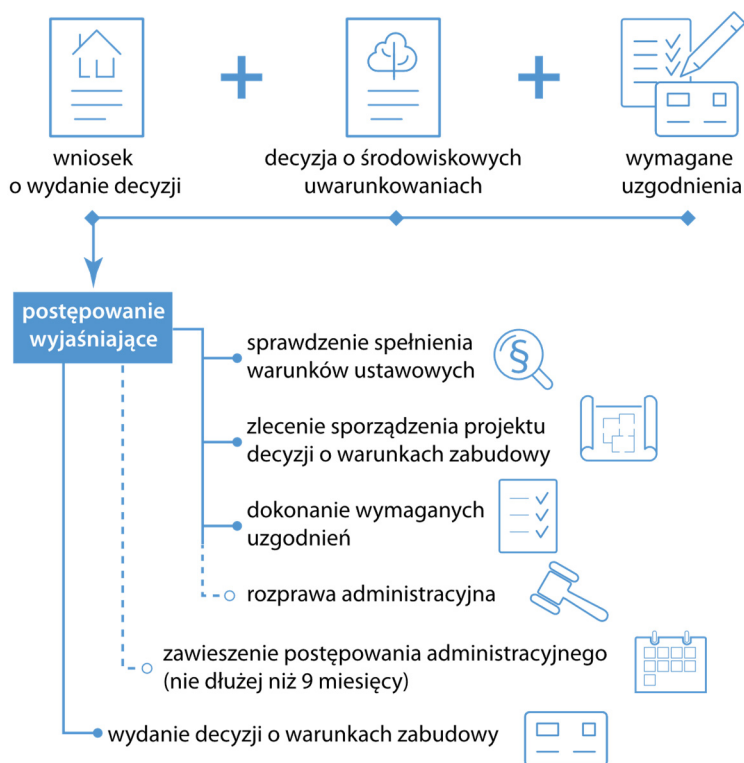 wniosek
o wydanie decyzji
decyzja o środowiskowych
uwarunkowaniach
wymagane
uzgodnienia
postępowanie
wyjaśniające
sprawdzenie spełnienia
warunków ustawowych
§
zlecenie sporządzenia projektu
decyzji o warunkach zabudowy
dokonanie wymaganych
uzgodnień
rozprawa administracyjna
zawieszenie postępowania administracyjnego
(nie dłużej niż 9 miesięcy)
wydanie decyzji o warunkach zabudowy